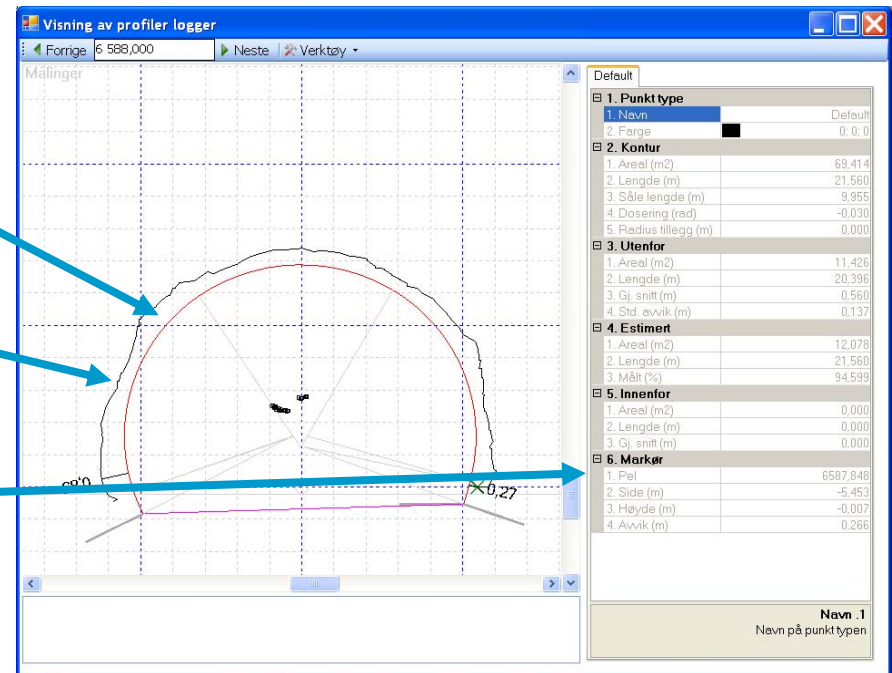 Visning av profiler logger
Forrige 6 588,000 Neste Verktøy
Målinger
0,85
0,27
Default
1. Punkt type
1. Navn Default
2. Farge 0; 0; 0
2. Kontur
1. Areal (m2) 69,414
2. Lengde (m) 21,560
3. Såle lengde (m) 9,955
4. Dosering (rad) -0,030
5. Radius tillegg (m) 0,000
3. Utenfor
1. Areal (m2) 11,426
2. Lengde (m) 20,396
3. Gj. snitt (m) 0,560
4. Std. avvik (m) 0,137
4. Estimert
1. Areal (m2) 12,078
2. Lengde (m) 21,560
3. Målt (%) 94,599
5. Innenfor
1. Areal (m2) 0,000
2. Lengde (m) 0,000
3. Gj. snitt (m) 0,000
6. Markør
1. Pel 6587,848
2. Side (m) -5,453
3. Høyde (m) -0,007
4. Avvik (m) 0,266
Navn .1
Navn på punkt typen